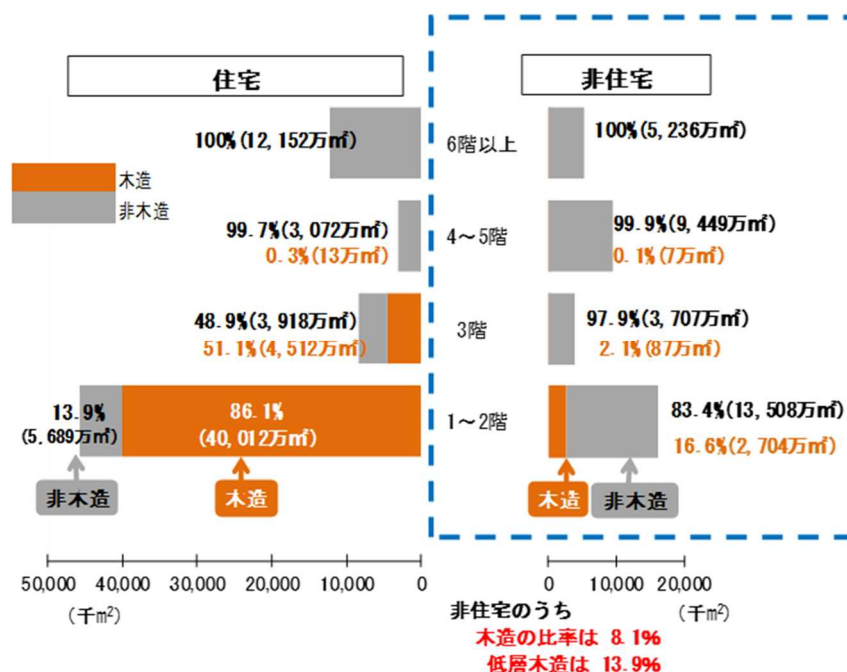 住宅
非住宅
木造
非木造
100%(12,152万㎡)
6階以上
100%(5,236万㎡)
99.7%(3,072万㎡)
0.3%(13万㎡)
4～5階
99.9%(9,449万㎡)
0.1%(7万㎡)
48.9%(3,918万㎡)
51.1%(4,512万㎡)
3階
97.9%(3,707万㎡)
2.1%(87万㎡)
13.9%
(5,689万㎡)
86.1%
(40,012万㎡)
1～2階
83.4%(13,508万㎡)
16.6%(2,704万㎡)
非木造
木造
木造
非木造
50,000 40,000 30,000 20,000 10,000 0
(千m²)
0 10,000 20,000
(千m²)
非住宅のうち
木造の比率は 8.1%
低層木造は 13.9%